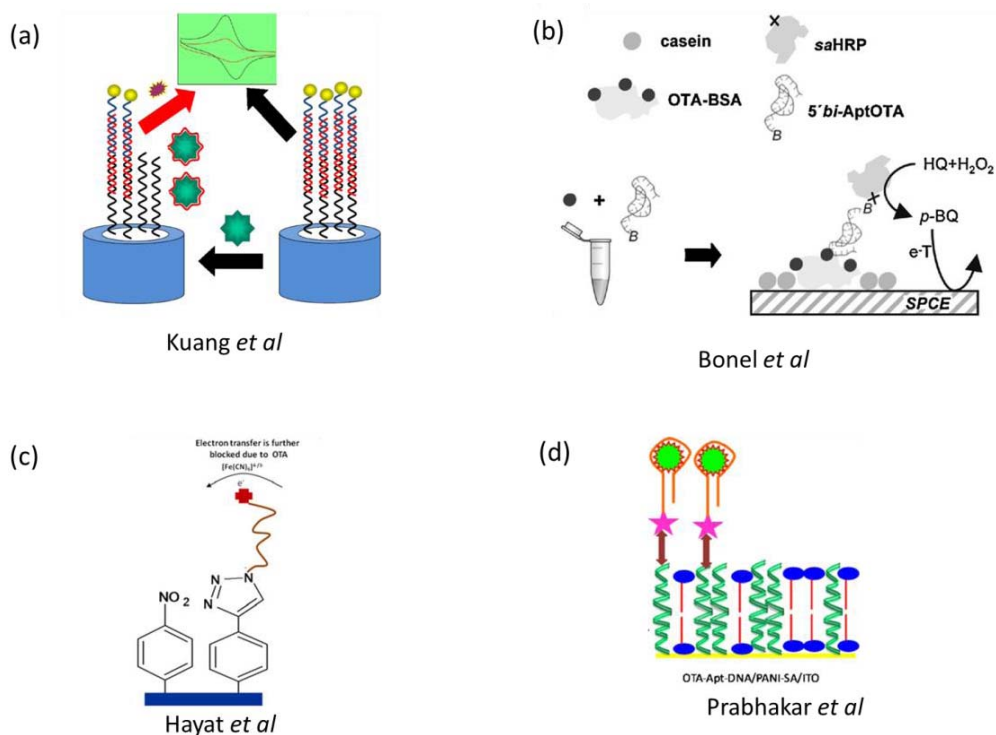 (a)
Kuang et al
(b)
casein
saHRP
OTA-BSA
5´bi-AptOTA
B
+
B
HQ+H₂O₂
B
p-BQ
e⁻T
SPCE
Bonel et al
(c)
Electron transfer is further
blocked due to OTA
[Fe(CN)₆]⁴⁻/³⁻
e⁻
N
N
N
NO₂
Hayat et al
(d)
OTA-Apt-DNA/PANI-SA/ITO
Prabhakar et al